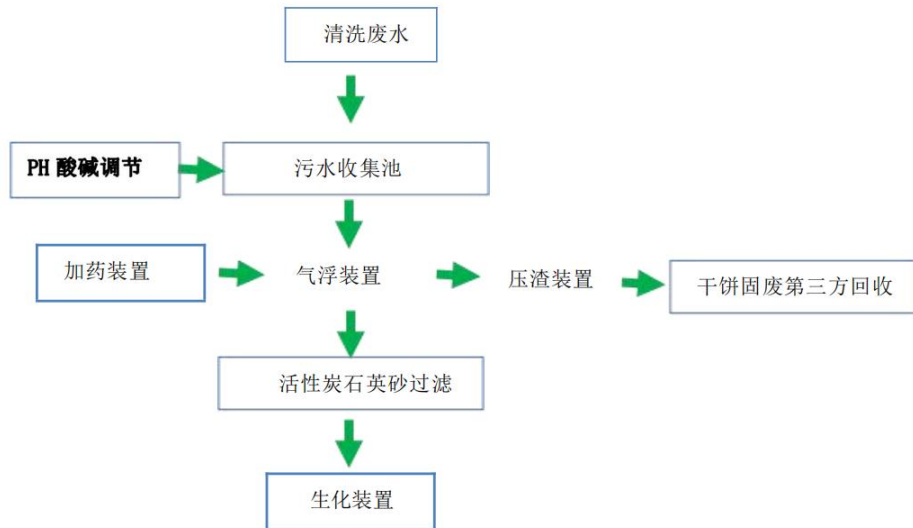 清洗废水
PH 酸碱调节
污水收集池
加药装置
气浮装置
压渣装置
干饼固废第三方回收
活性炭石英砂过滤
生化装置